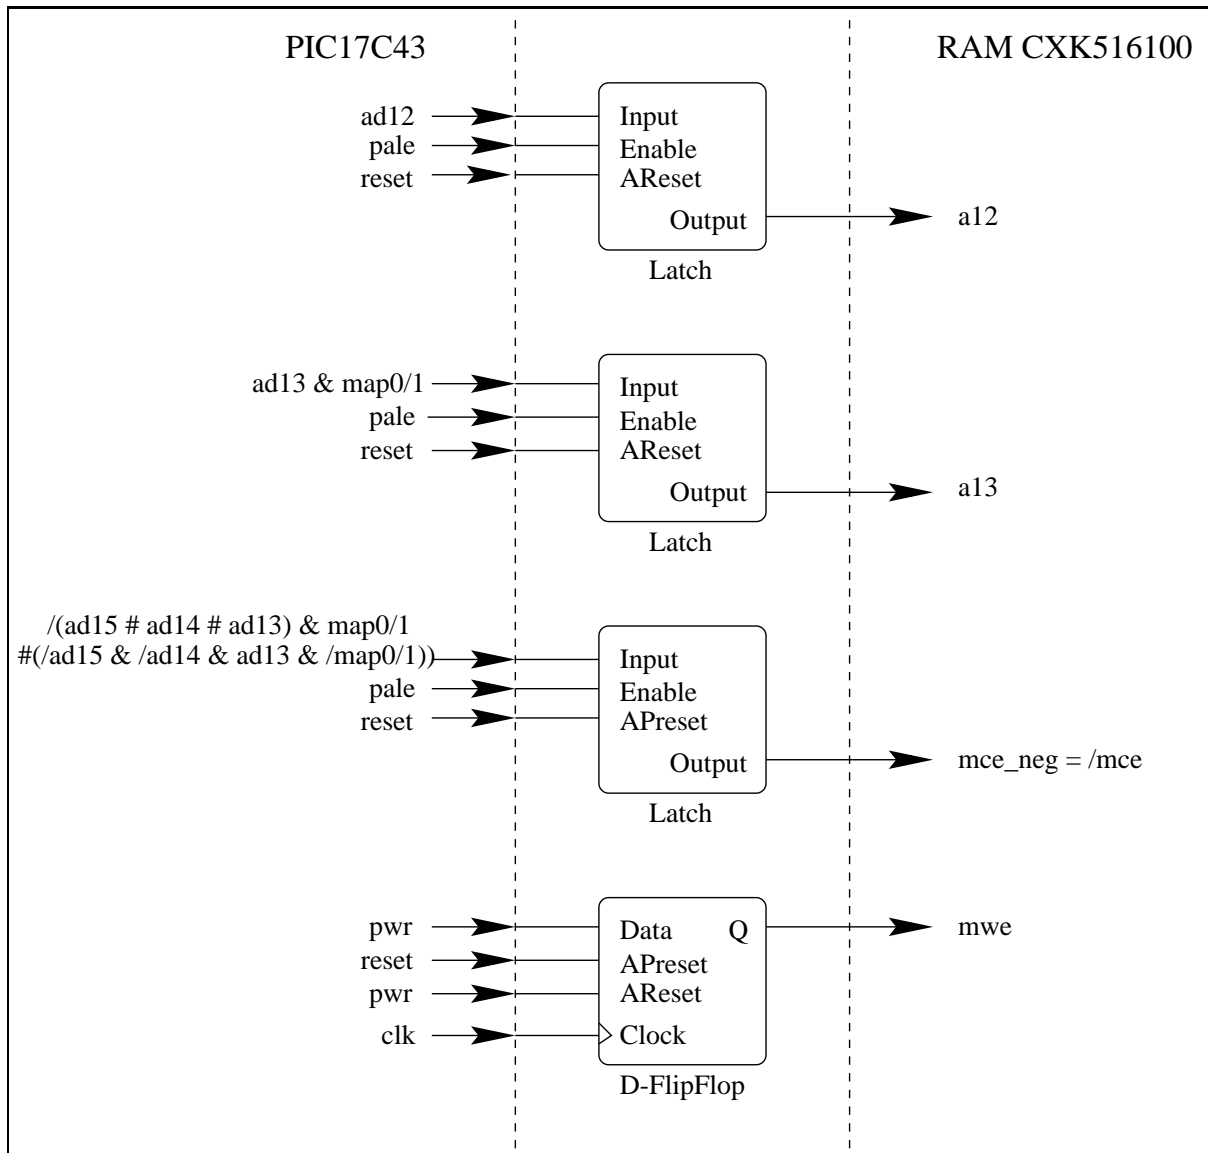 PIC17C43
RAM CXK516100
ad12
pale
reset
Input
Enable
AReset
Output
Latch
a12
ad13 & map0/1
pale
reset
Input
Enable
AReset
Output
Latch
a13
/(ad15 # ad14 # ad13) & map0/1
#(/ad15 & /ad14 & ad13 & /map0/1))
pale
reset
Input
Enable
APreset
Output
Latch
mce_neg = /mce
pwr
reset
pwr
clk
Data Q
APreset
AReset
Clock
D-FlipFlop
mwe